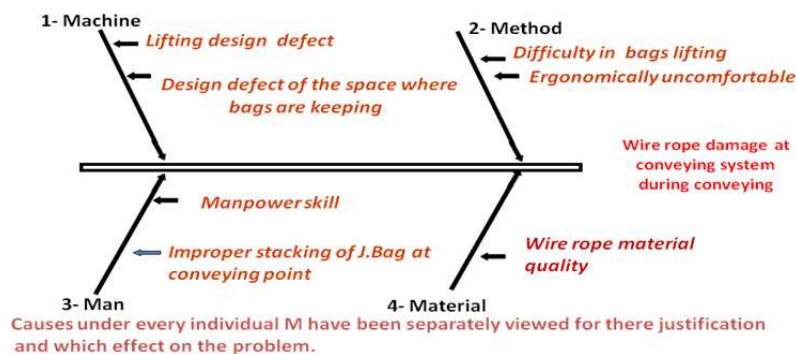 1- Machine
Lifting design defect
Design defect of the space where
bags are keeping
2- Method
Difficulty in bags lifting
Ergonomically uncomfortable
Wire rope damage at
conveying system
during conveying
Manpower skill
Improper stacking of J.Bag at
conveying point
3- Man
Wire rope material
quality
4- Material
Causes under every individual M have been separately viewed for there justification
and which effect on the problem.